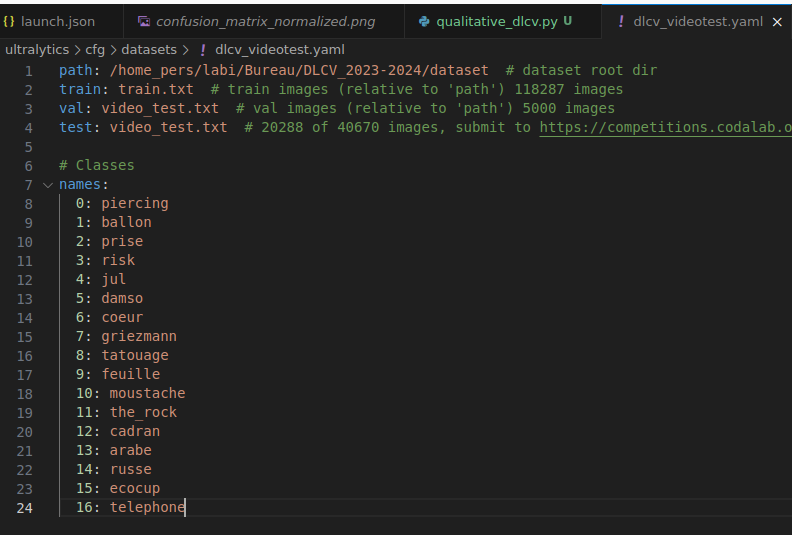 launch.json confusion_matrix_normalized.png qualitative_dlcv.py U ! dlcv_videotest.yaml ×
ultralytics > cfg > datasets > ! dlcv_videotest.yaml
1 path: /home_pers/labi/Bureau/DLCV_2023-2024/dataset # dataset root dir
2 train: train.txt # train images (relative to 'path') 118287 images
3 val: video_test.txt # val images (relative to 'path') 5000 images
4 test: video_test.txt # 20288 of 40670 images, submit to https://competitions.codalab.o
5
6 # Classes
7 names:
8 0: piercing
9 1: ballon
10 2: prise
11 3: risk
12 4: jul
13 5: damso
14 6: coeur
15 7: griezmann
16 8: tatouage
17 9: feuille
18 10: moustache
19 11: the_rock
20 12: cadran
21 13: arabe
22 14: russe
23 15: ecocup
24 16: telephone